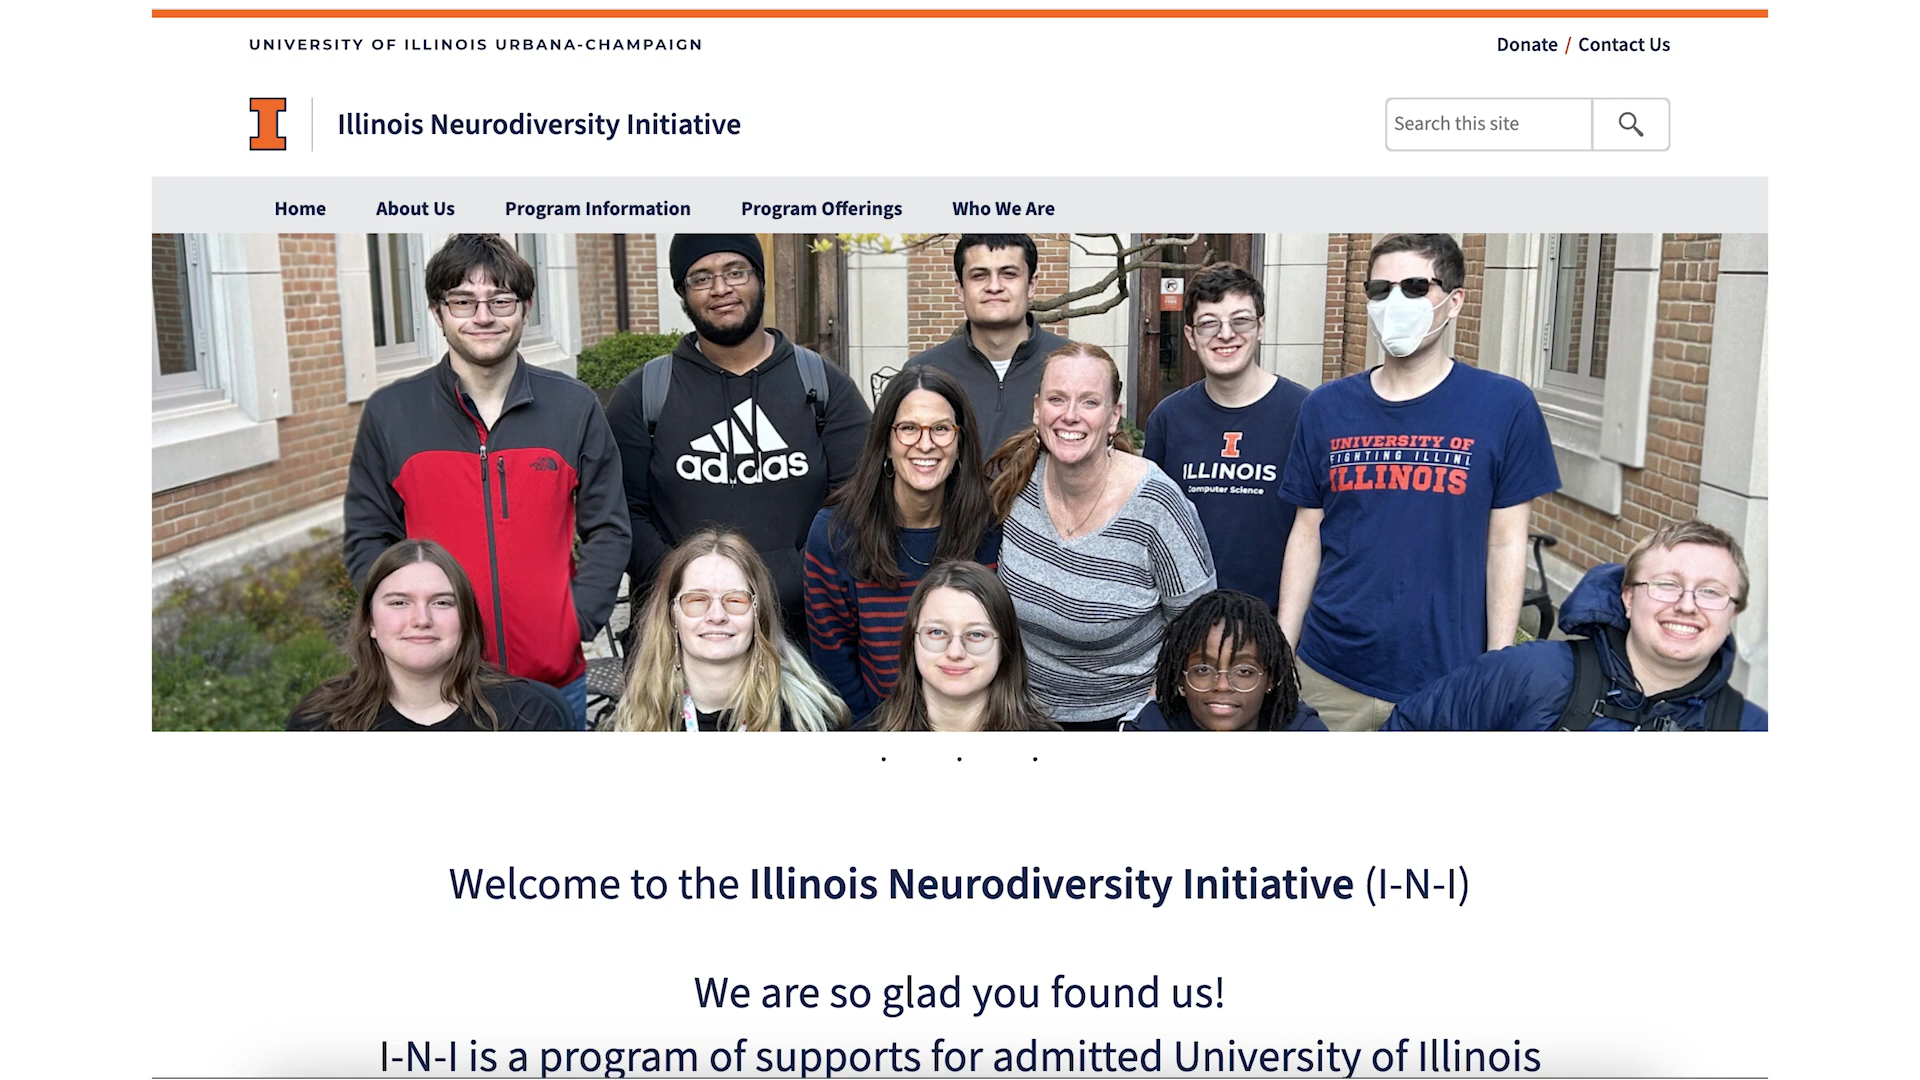 UNIVERSITY OF ILLINOIS URBANA-CHAMPAIGN
Donate / Contact Us
I
Illinois Neurodiversity Initiative
Search this site
Home
About Us
Program Information
Program Offerings
Who We Are
adidas
I
ILLINOIS
Computer Science
UNIVERSITY OF
FIGHTING ILLINI
ILLINOIS
Welcome to the Illinois Neurodiversity Initiative (I-N-I)
We are so glad you found us!
I-N-I is a program of supports for admitted University of Illinois